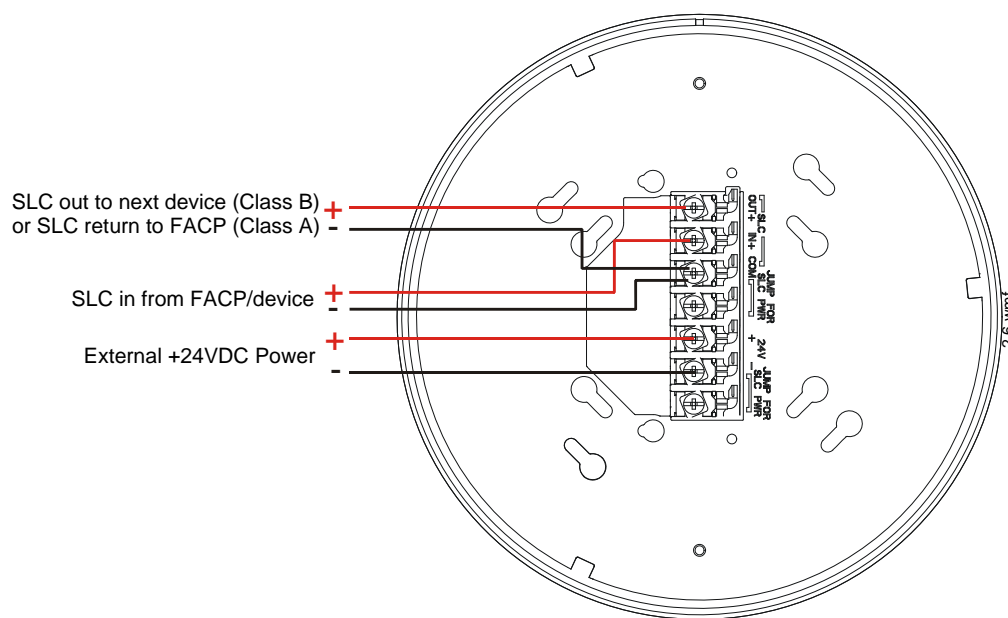 SLC out to next device (Class B)
or SLC return to FACP (Class A)
+
-
SLC in from FACP/device
+
-
External +24VDC Power
+
-
SLC
OUT+ IN+ COM
JUMP FOR
SLC PWR
24V
+ -
JUMP FOR
SLC PWR